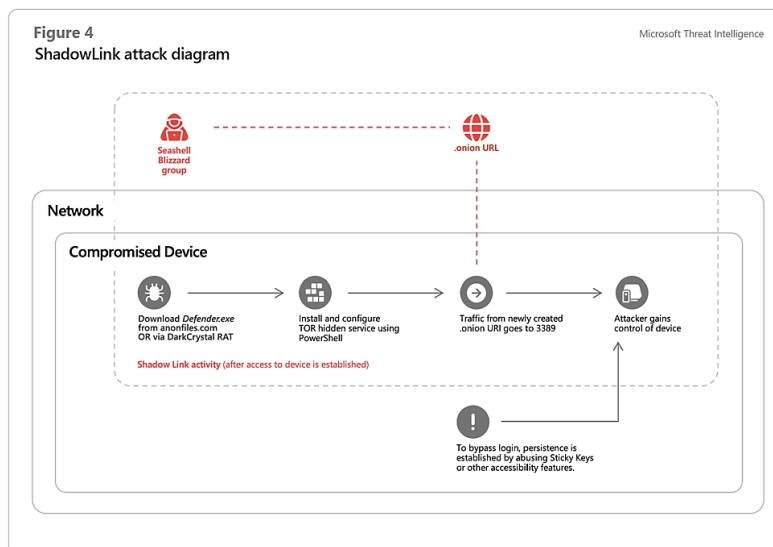 Figure 4
Microsoft Threat Intelligence
ShadowLink attack diagram
Seashell
Blizzard
group
.onion URL
Network
Compromised Device
Download Defender.exe
from anonfiles.com
OR via DarkCrystal RAT
Install and configure
TOR hidden service using
PowerShell
Traffic from newly created
.onion URI goes to 3389
Attacker gains
control of device
Shadow Link activity (after access to device is established)
!
To bypass login, persistence is
established by abusing Sticky Keys
or other accessibility features.